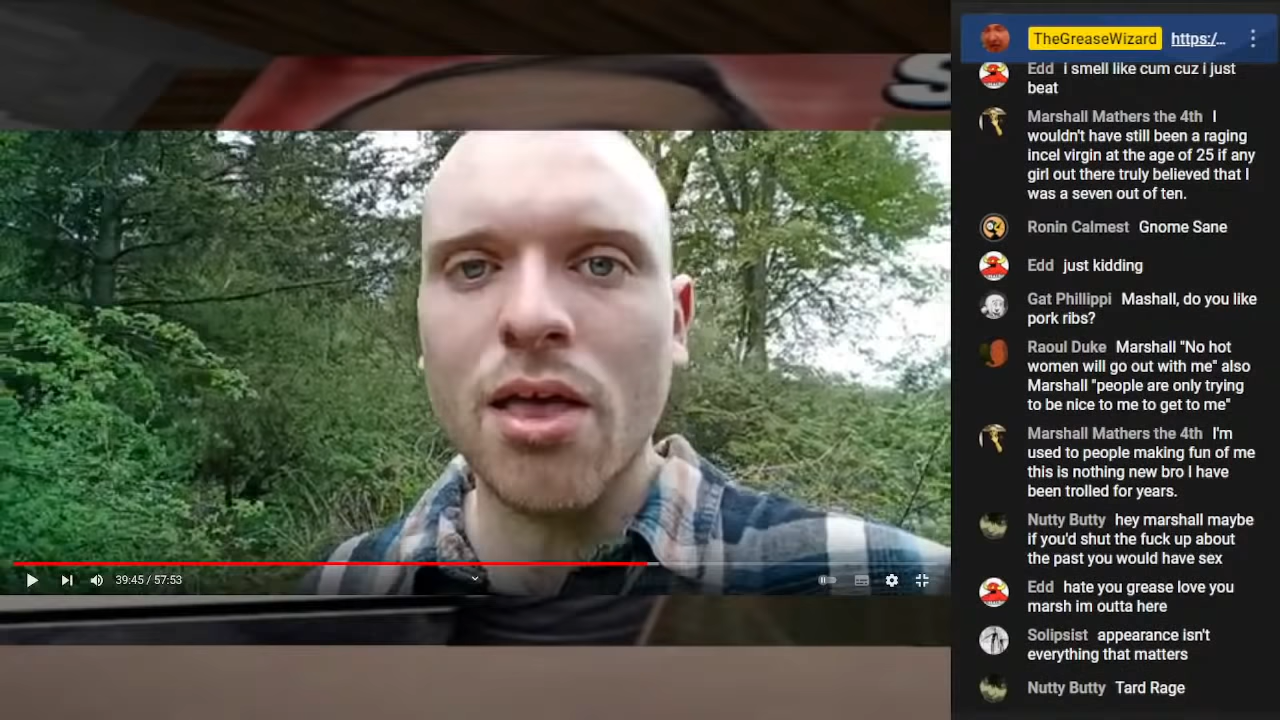 S
TheGreaseWizard https:/...
Edd i smell like cum cuz i just
beat
Marshall Mathers the 4th I
wouldn't have still been a raging
incel virgin at the age of 25 if any
girl out there truly believed that I
was a seven out of ten.
Ronin Calmest Gnome Sane
Edd just kidding
Gat Phillippi Mashall, do you like
pork ribs?
Raoul Duke Marshall "No hot
women will go out with me" also
Marshall "people are only trying
to be nice to me to get to me"
Marshall Mathers the 4th I'm
used to people making fun of me
this is nothing new bro I have
been trolled for years.
Nutty Butty hey marshall maybe
if you'd shut the fuck up about
the past you would have sex
Edd hate you grease love you
marsh im outta here
Solipsist appearance isn't
everything that matters
Nutty Butty Tard Rage
39:45 / 57:53